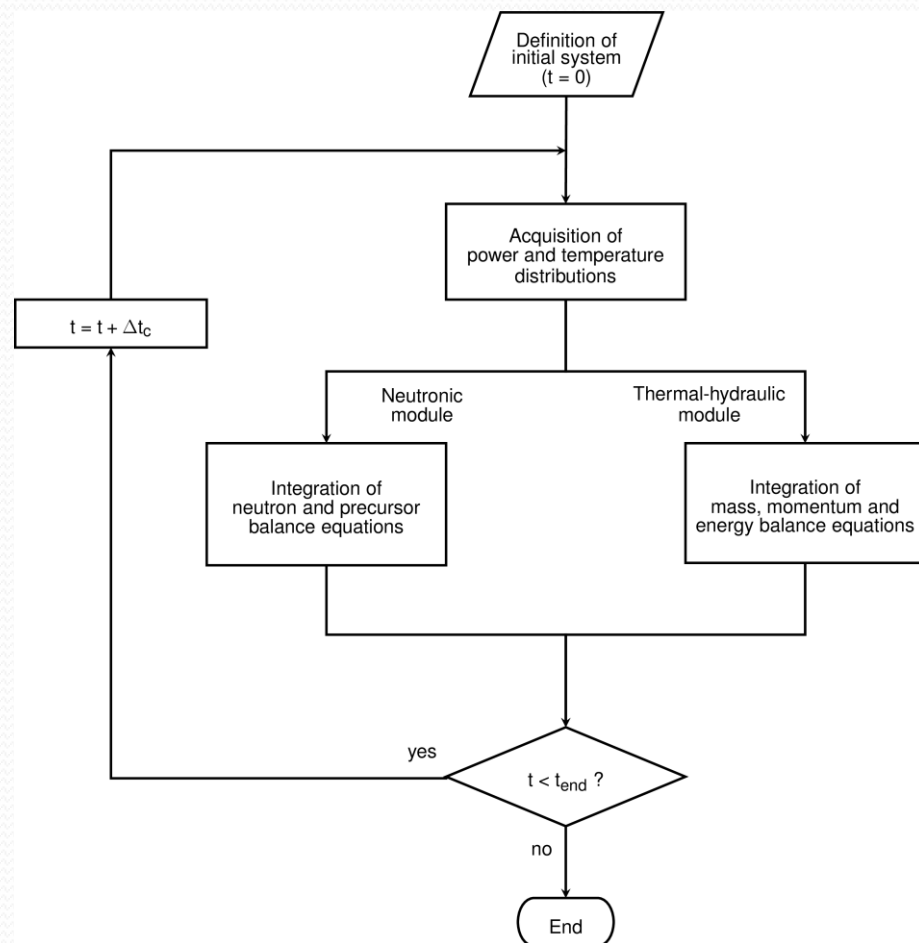 Definition of
initial system
(t = 0)
Acquisition of
power and temperature
distributions
t = t + Δtc
Neutronic
module
Thermal-hydraulic
module
Integration of
neutron and precursor
balance equations
Integration of
mass, momentum and
energy balance equations
yes
t < tend ?
no
End